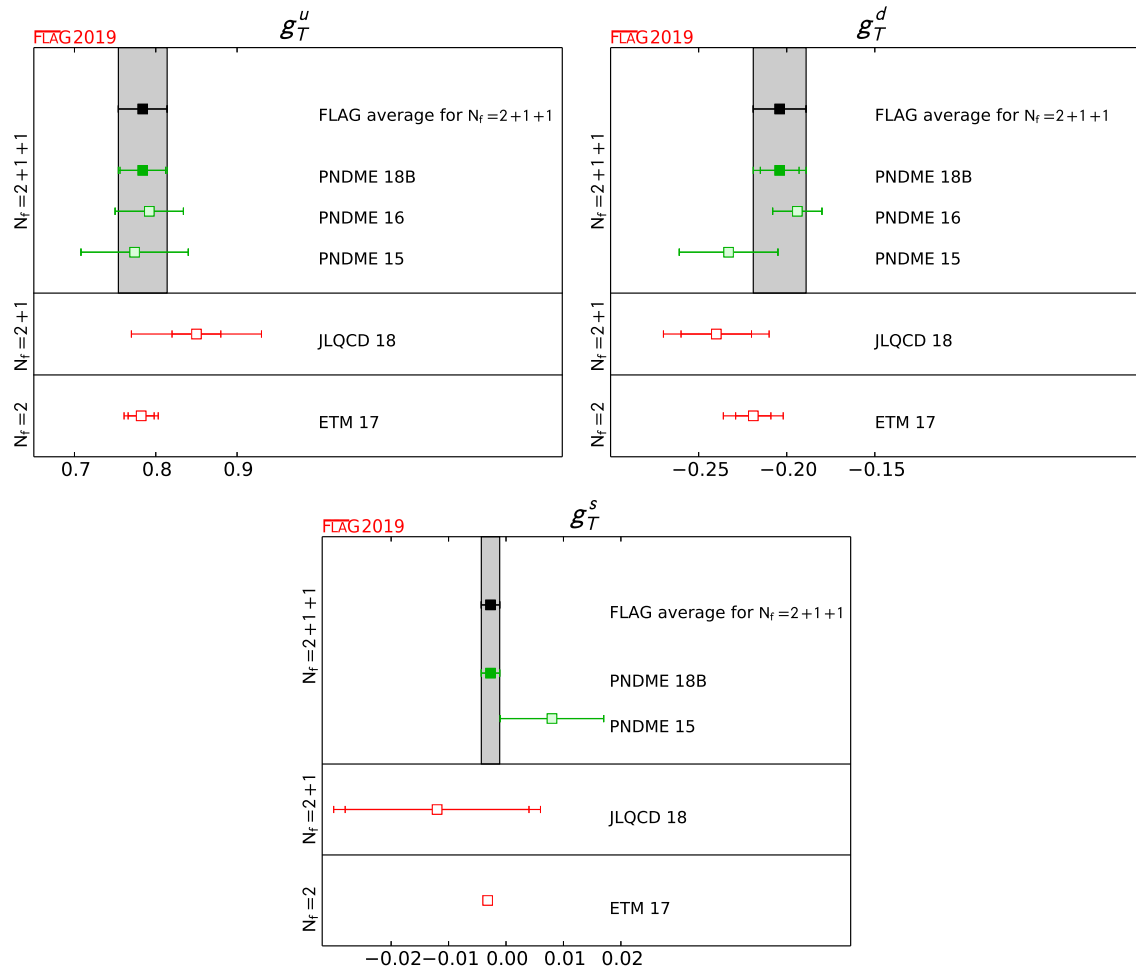 g_T^u
FLAG2019
N_f=2+1+1
FLAG average for N_f=2+1+1
PNDME 18B
PNDME 16
PNDME 15
N_f=2+1
JLQCD 18
N_f=2
ETM 17
0.7 0.8 0.9
g_T^d
FLAG2019
N_f=2+1+1
FLAG average for N_f=2+1+1
PNDME 18B
PNDME 16
PNDME 15
N_f=2+1
JLQCD 18
N_f=2
ETM 17
−0.25 −0.20 −0.15
g_T^s
FLAG2019
N_f=2+1+1
FLAG average for N_f=2+1+1
PNDME 18B
PNDME 15
N_f=2+1
JLQCD 18
N_f=2
ETM 17
−0.02 −0.01 0.00 0.01 0.02